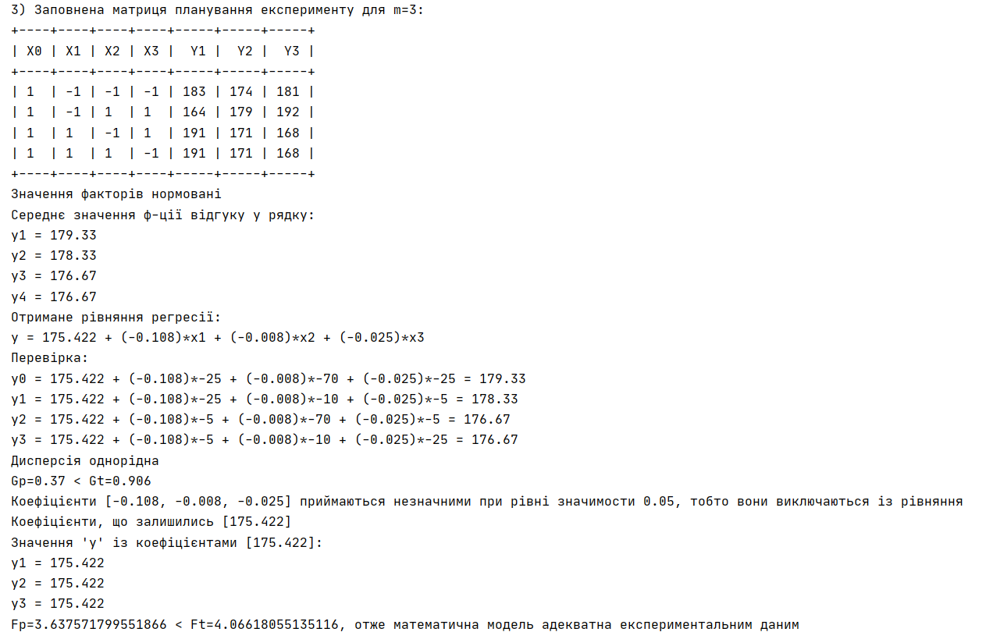 3) Заповнена матриця планування експерименту для m=3:
+----+----+----+----+-----+-----+-----+
| X0 | X1 | X2 | X3 |  Y1 |  Y2 |  Y3 |
+----+----+----+----+-----+-----+-----+
| 1  | -1 | -1 | -1 | 183 | 174 | 181 |
| 1  | -1 | 1  | 1  | 164 | 179 | 192 |
| 1  | 1  | -1 | 1  | 191 | 171 | 168 |
| 1  | 1  | 1  | -1 | 191 | 171 | 168 |
+----+----+----+----+-----+-----+-----+
Значення факторів нормовані
Середнє значення ф-ції відгуку у рядку:
y1 = 179.33
y2 = 178.33
y3 = 176.67
y4 = 176.67
Отримане рівняння регресії:
y = 175.422 + (-0.108)*x1 + (-0.008)*x2 + (-0.025)*x3
Перевірка:
y0 = 175.422 + (-0.108)*-25 + (-0.008)*-70 + (-0.025)*-25 = 179.33
y1 = 175.422 + (-0.108)*-25 + (-0.008)*-10 + (-0.025)*-5 = 178.33
y2 = 175.422 + (-0.108)*-5 + (-0.008)*-70 + (-0.025)*-5 = 176.67
y3 = 175.422 + (-0.108)*-5 + (-0.008)*-10 + (-0.025)*-25 = 176.67
Дисперсія однорідна
Gp=0.37 < Gt=0.906
Коефіцієнти [-0.108, -0.008, -0.025] приймаються незначними при рівні значимости 0.05, тобто вони виключаються із рівняння
Коефіцієнти, що залишились [175.422]
Значення 'y' із коефіцієнтами [175.422]:
y1 = 175.422
y2 = 175.422
y3 = 175.422
Fp=3.637571799551866 < Ft=4.06618055135116, отже математична модель адекватна експериментальним даним